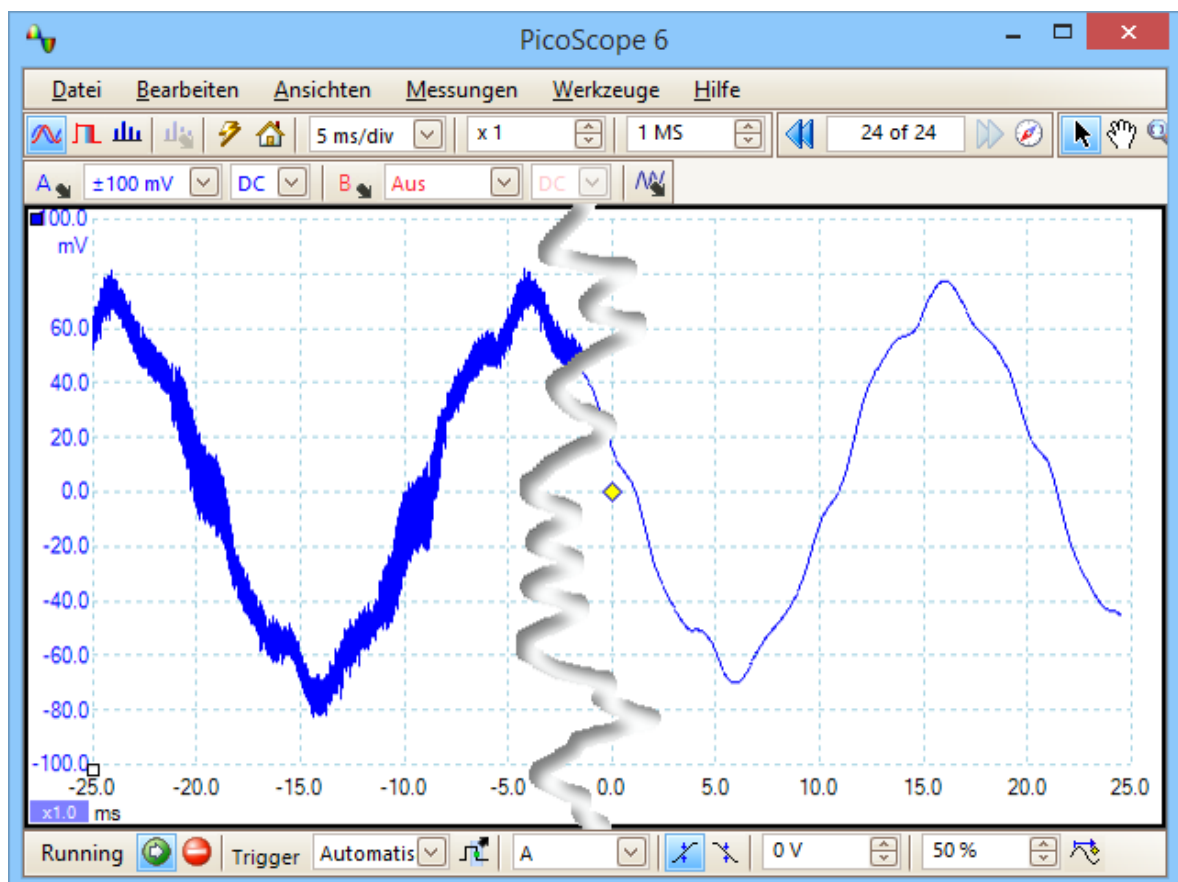 PicoScope 6
Datei Bearbeiten Ansichten Messungen Werkzeuge Hilfe
5 ms/div x 1 1 MS 24 of 24
A ±100 mV DC B Aus DC
100.0
mV
60.0
40.0
20.0
0.0
-20.0
-40.0
-60.0
-80.0
-100.0
-25.0 -20.0 -15.0 -10.0 -5.0 0.0 5.0 10.0 15.0 20.0 25.0
x1.0 ms
Running Trigger Automatis A 0 V 50 %